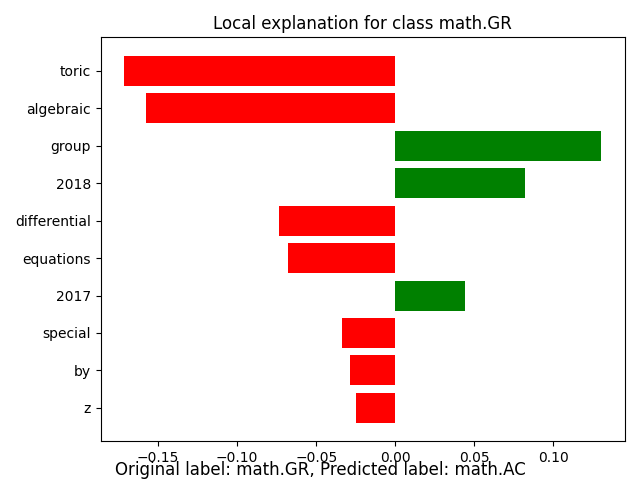 Local explanation for class math.GR
toric
algebraic
group
2018
differential
equations
2017
special
by
z
−0.15 −0.10 −0.05 0.00 0.05 0.10
Original label: math.GR, Predicted label: math.AC